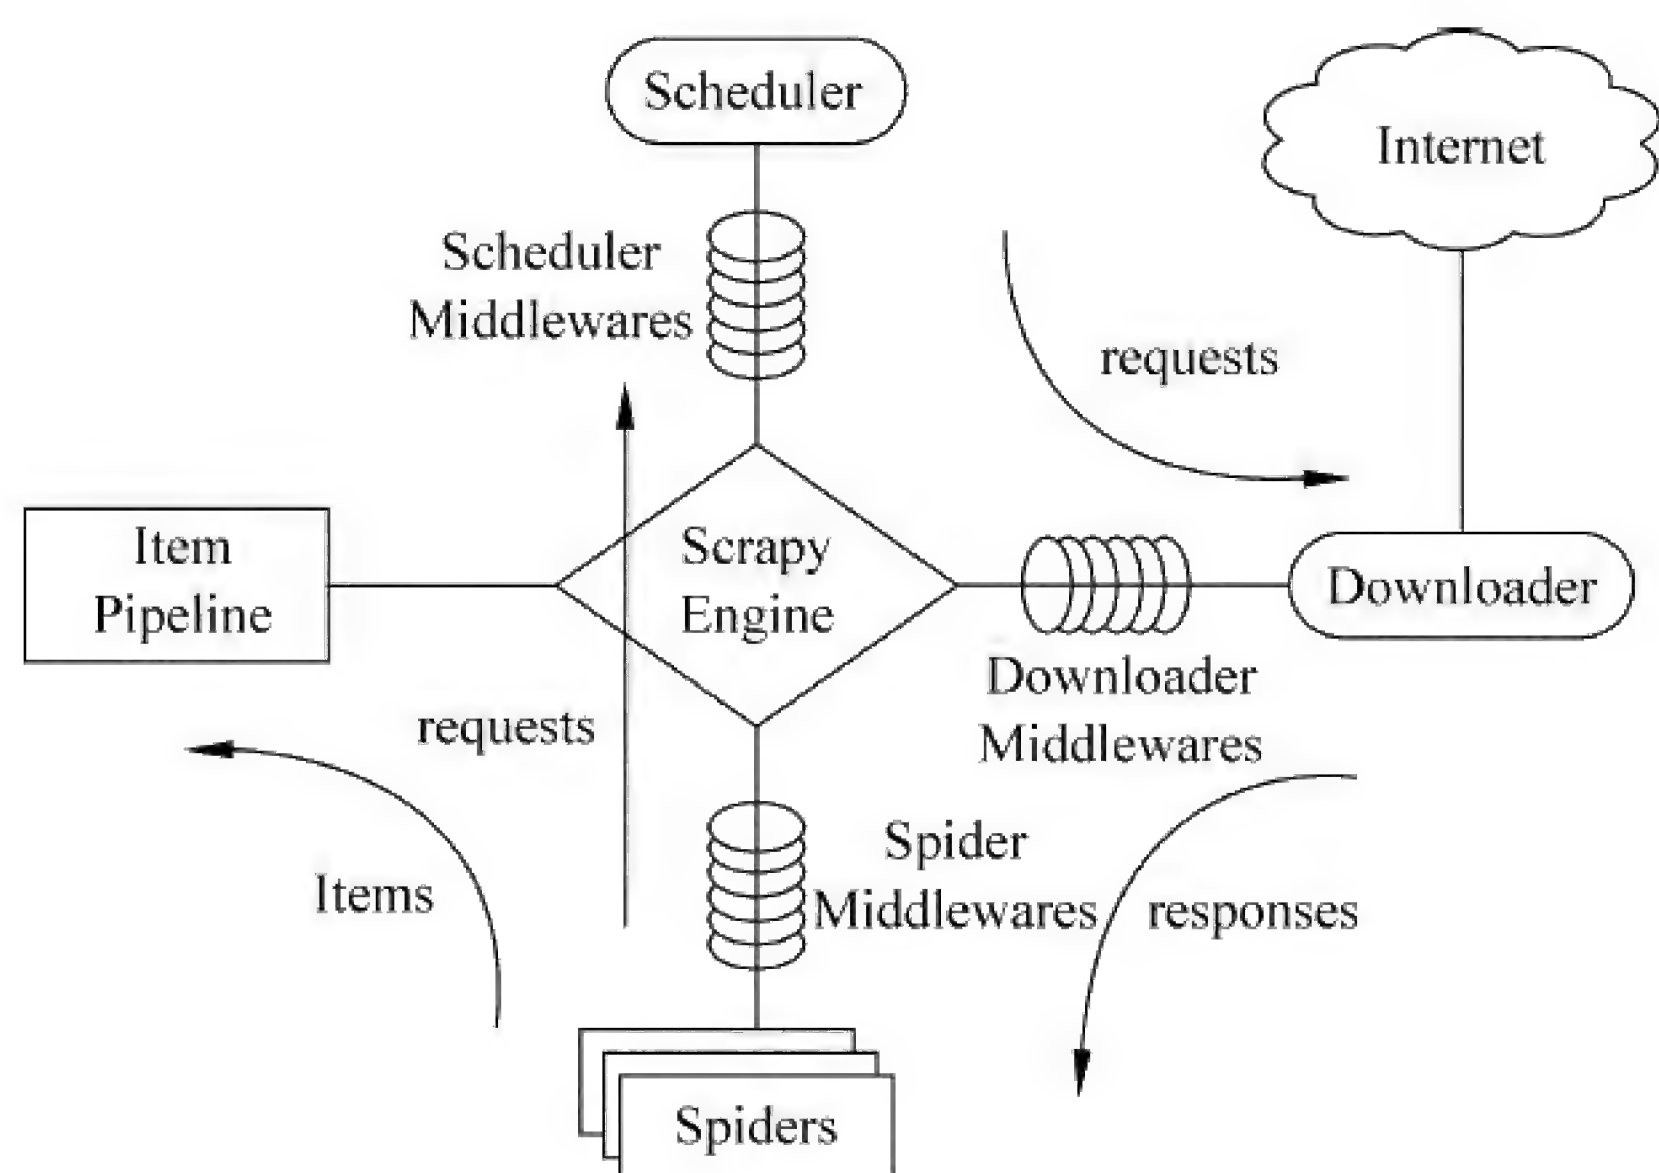 Scheduler
Internet
Scheduler
Middlewares
requests
Item
Pipeline
Scrapy
Engine
Downloader
Downloader
Middlewares
requests
Items
Spider
Middlewares
responses
Spiders